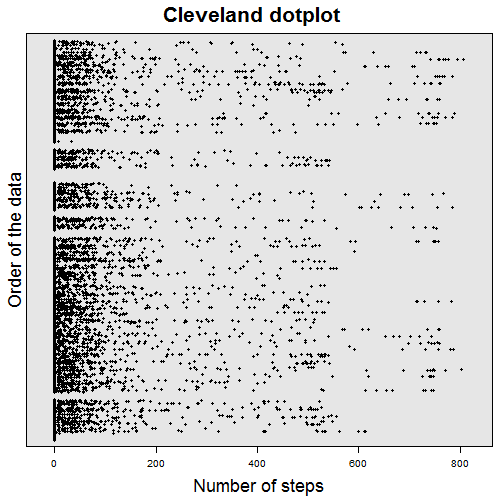 Cleveland dotplot
Order of the data
0 200 400 600 800
Number of steps